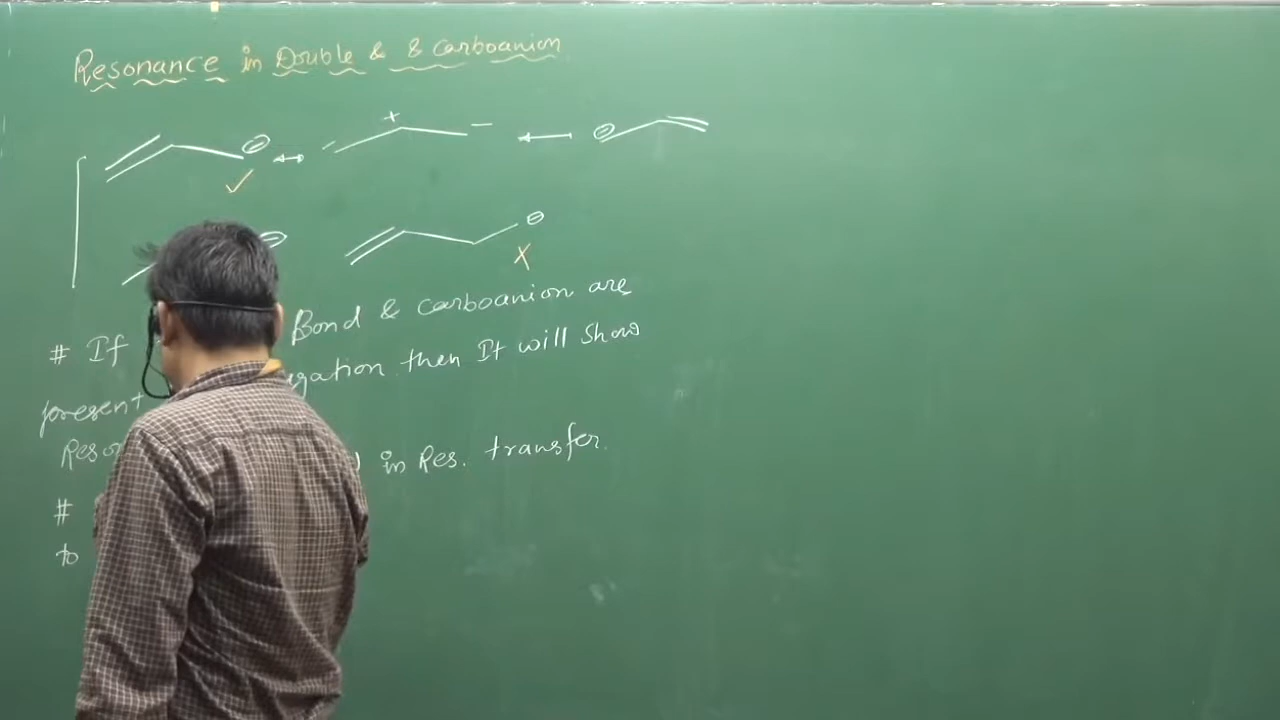 Resonance in Double & 8 carboanion
+ −
⊖ ↔ ⟷ ⊖
✓
⊖ ⊖
X
# If Bond & carboanion are
present gation then It will show
Reso in Res. transfer.
#
to